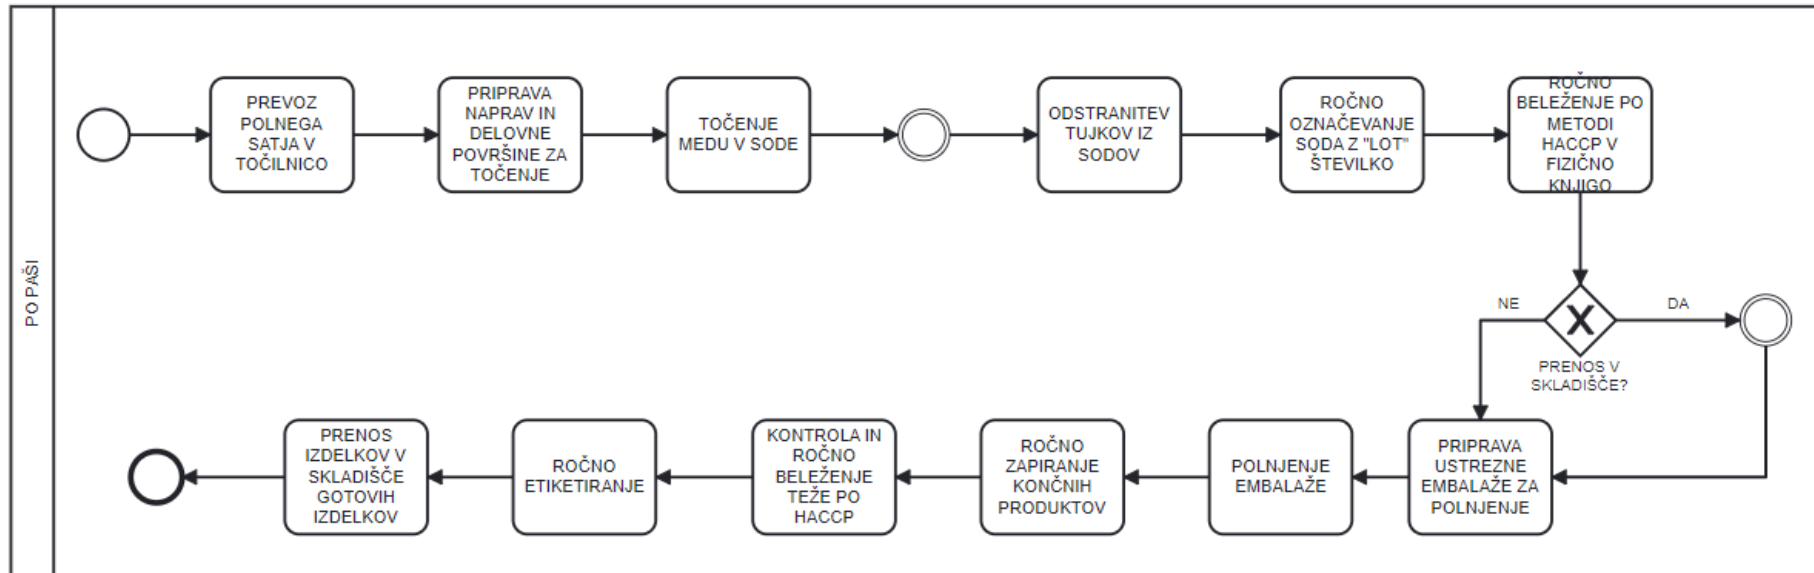 PO PAŠI
PREVOZ
POLNEGA
SATJA V
TOČILNICO
PRIPRAVA
NAPRAV IN
DELOVNE
POVRŠINE ZA
TOČENJE
TOČENJE
MEDU V SODE
ODSTRANITEV
TUJKOV IZ
SODOV
ROČNO
OZNAČEVANJE
SODA Z "LOT"
ŠTEVILKO
ROČNO
BELEŽENJE PO
METODI
HACCP V
FIZIČNO
KNJIGO
NE
DA
PRENOS V
SKLADIŠČE?
PRIPRAVA
USTREZNE
EMBALAŽE ZA
POLNJENJE
POLNJENJE
EMBALAŽE
ROČNO
ZAPIRANJE
KONČNIH
PRODUKTOV
KONTROLA IN
ROČNO
BELEŽENJE
TEŽE PO
HACCP
ROČNO
ETIKETIRANJE
PRENOS
IZDELKOV V
SKLADIŠČE
GOTOVIH
IZDELKOV